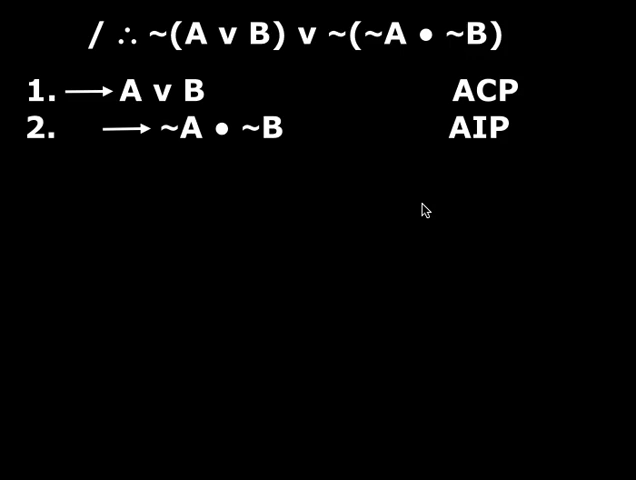 / ∴ ~(A v B) v ~(~A • ~B)
1. → A v B ACP
2. → ~A • ~B AIP